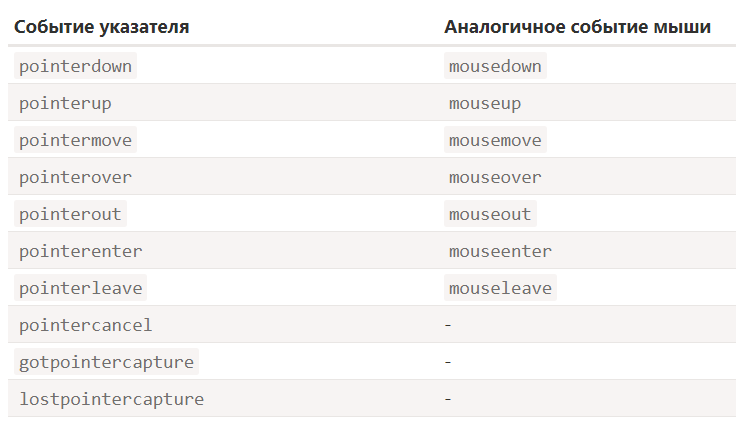 Событие указателя Аналогичное событие мыши
pointerdown mousedown
pointerup mouseup
pointermove mousemove
pointerover mouseover
pointerout mouseout
pointerenter mouseenter
pointerleave mouseleave
pointercancel -
gotpointercapture -
lostpointercapture -